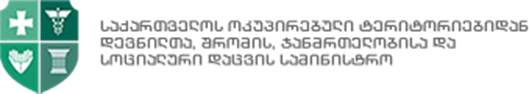 საქართველოს ოკუპირებული ტერიტორიებიდან
დევნილთა, შრომის, ჯანმრთელობისა და
სოციალური დაცვის სამინისტრო